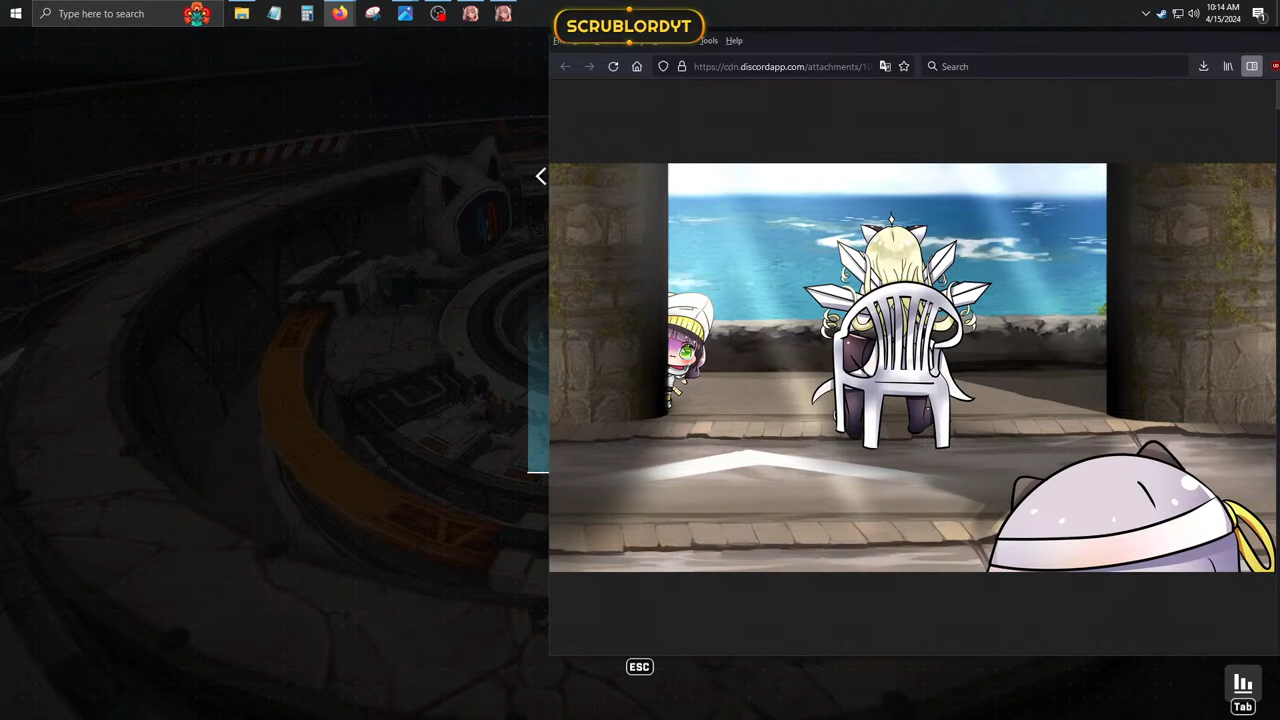 Type here to search
SCRUBLORDYT
10:14 AM
4/15/2024
Help
https://cdn.discordapp.com/attachments/10
Search
ESC
Tab